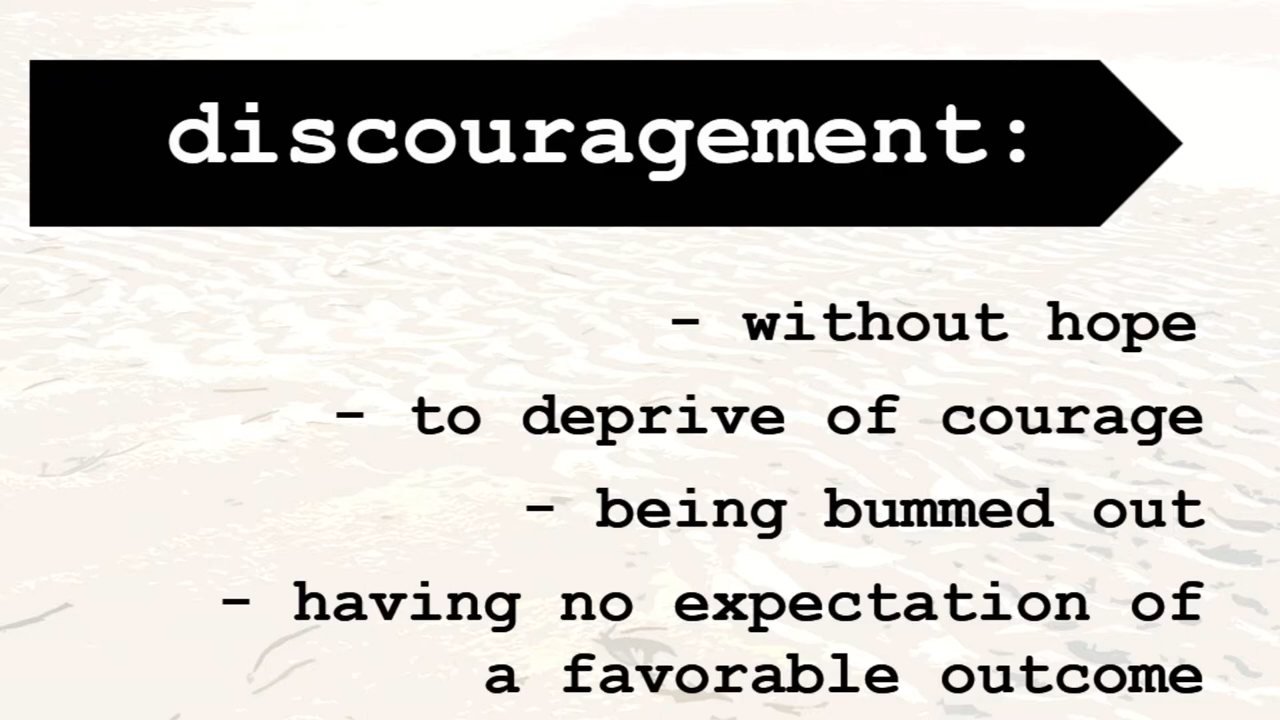 discouragement:
- without hope
- to deprive of courage
- being bummed out
- having no expectation of
a favorable outcome